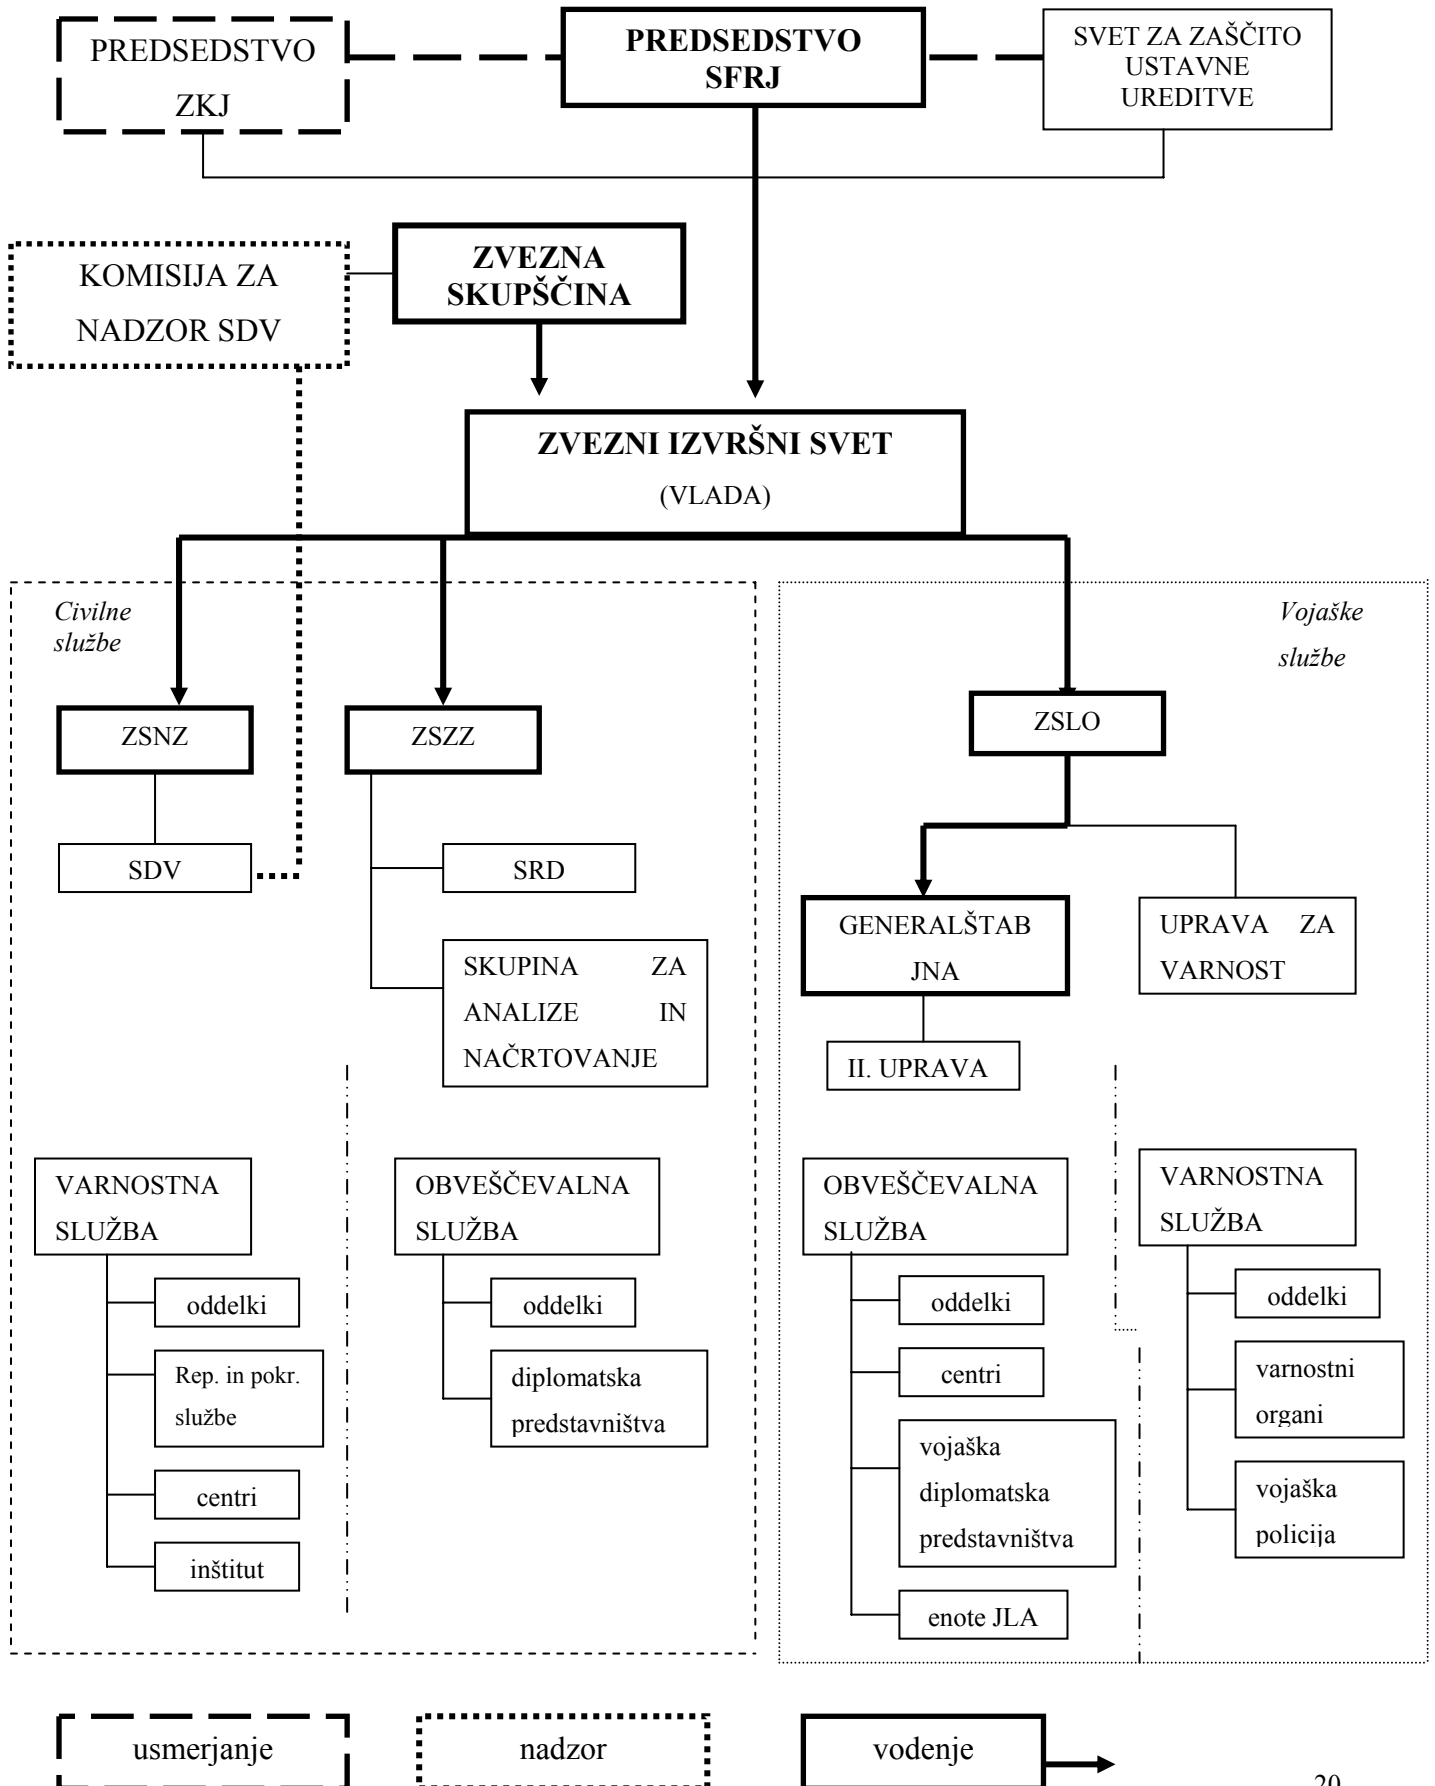 PREDSEDSTVO
ZKJ
PREDSEDSTVO
SFRJ
SVET ZA ZAŠČITO
USTAVNE
UREDITVE
KOMISIJA ZA
NADZOR SDV
ZVEZNA
SKUPŠČINA
ZVEZNI IZVRŠNI SVET
(VLADA)
Civilne
službe
Vojaške
službe
ZSNZ
ZSZZ
ZSLO
SDV
SRD
SKUPINA ZA
ANALIZE IN
NAČRTOVANJE
GENERALŠTAB
JNA
UPRAVA ZA
VARNOST
II. UPRAVA
VARNOSTNA
SLUŽBA
oddelki
Rep. in pokr.
službe
centri
inštitut
OBVEŠČEVALNA
SLUŽBA
oddelki
diplomatska
predstavništva
OBVEŠČEVALNA
SLUŽBA
oddelki
centri
vojaška
diplomatska
predstavništva
enote JLA
VARNOSTNA
SLUŽBA
oddelki
varnostni
organi
vojaška
policija
usmerjanje
nadzor
vodenje
20